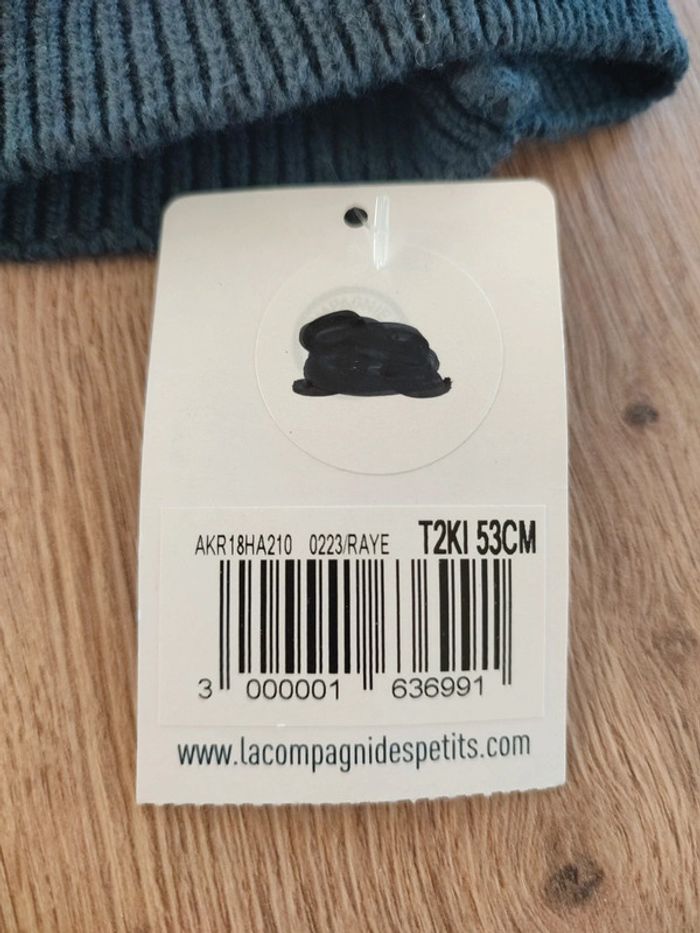 AKR18HA210 0223/RAYE T2KI 53CM
3 000001 636991
www.lacompagnidespetits.com